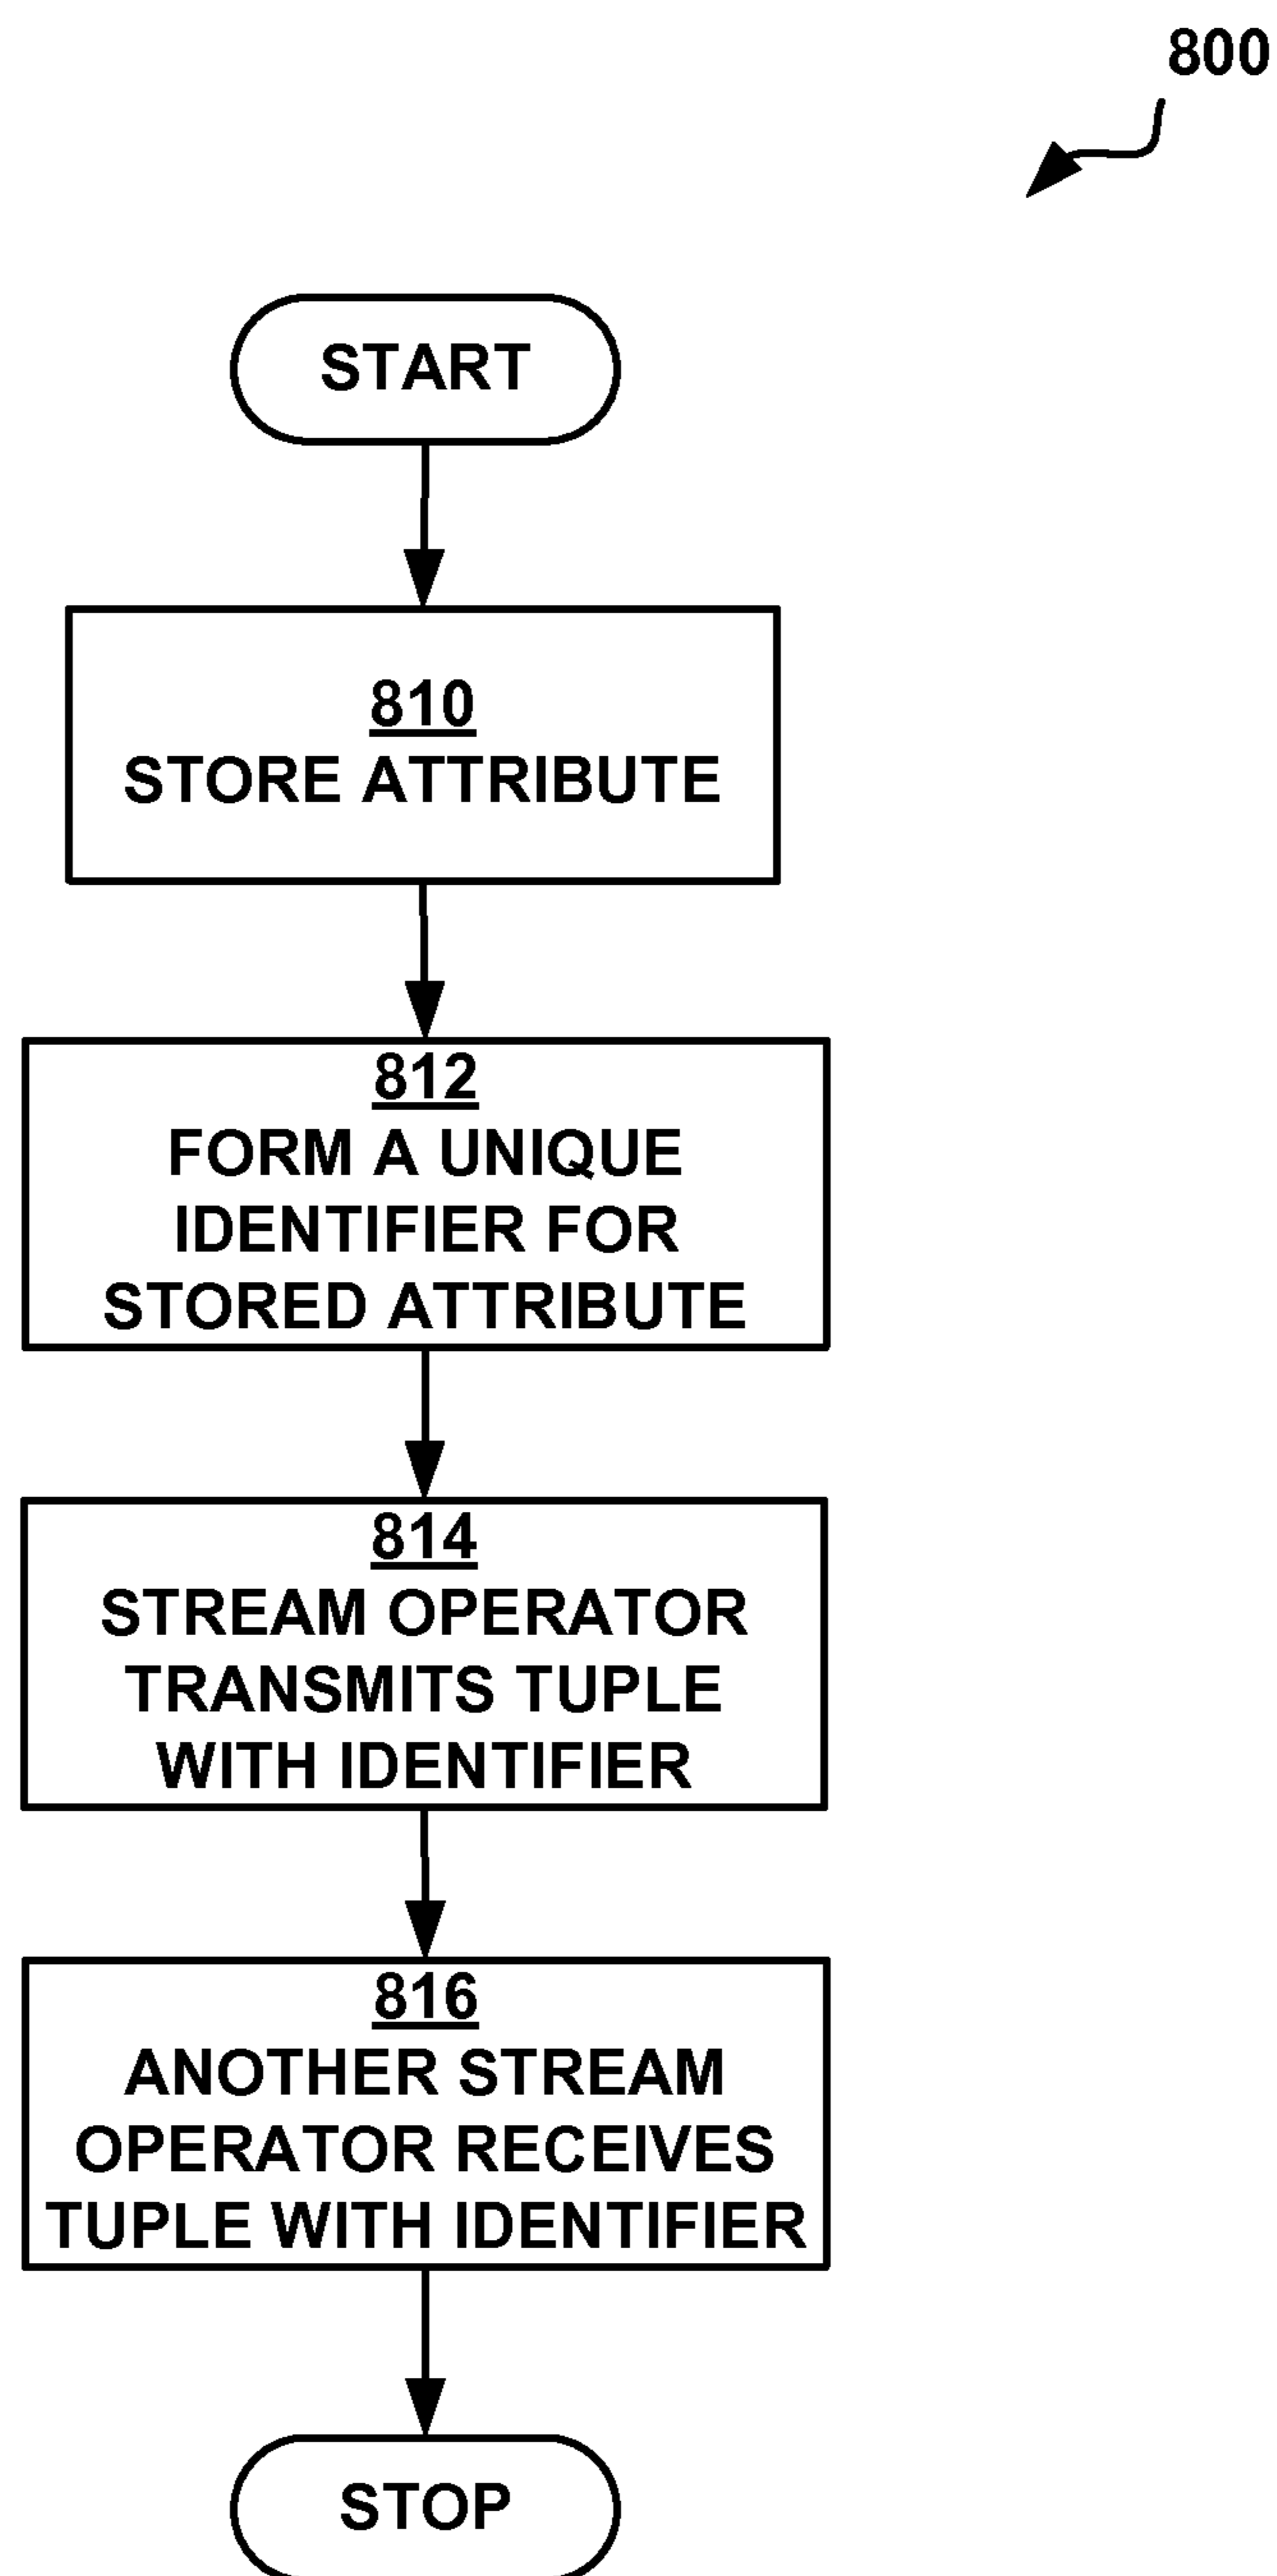 800
START
810
STORE ATTRIBUTE
812
FORM A UNIQUE
IDENTIFIER FOR
STORED ATTRIBUTE
814
STREAM OPERATOR
TRANSMITS TUPLE
WITH IDENTIFIER
816
ANOTHER STREAM
OPERATOR RECEIVES
TUPLE WITH IDENTIFIER
STOP